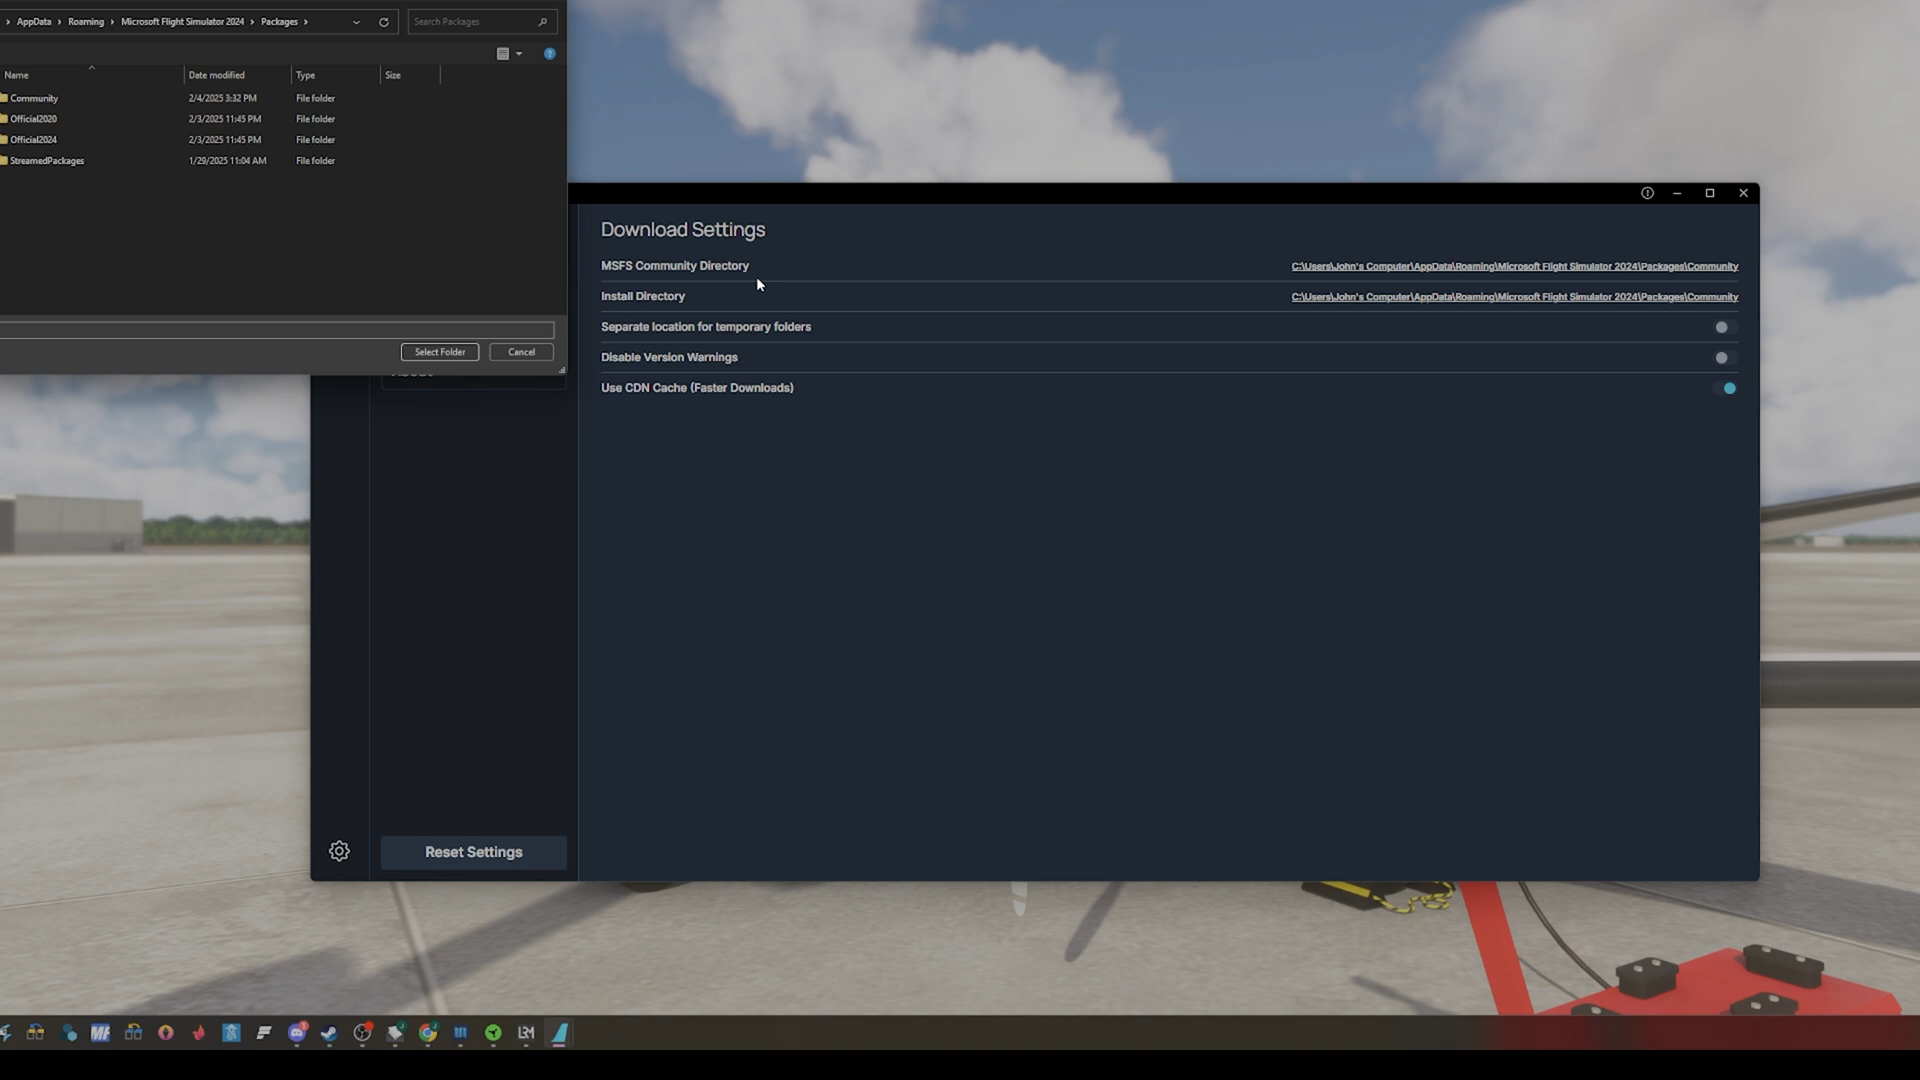 AppData > Roaming > Microsoft Flight Simulator 2024 > Packages >
Search Packages
Name
Date modified
Type
Size
Community 2/4/2025 3:32 PM File folder
Official2020 2/3/2025 11:45 PM File folder
Official2024 2/3/2025 11:45 PM File folder
StreamedPackages 1/29/2025 11:04 AM File folder
Select Folder
Cancel
Download Settings
MSFS Community Directory
C:\Users\John's Computer\AppData\Roaming\Microsoft Flight Simulator 2024\Packages\Community
Install Directory
C:\Users\John's Computer\AppData\Roaming\Microsoft Flight Simulator 2024\Packages\Community
Separate location for temporary folders
Disable Version Warnings
Use CDN Cache (Faster Downloads)
Reset Settings
MF
LRM